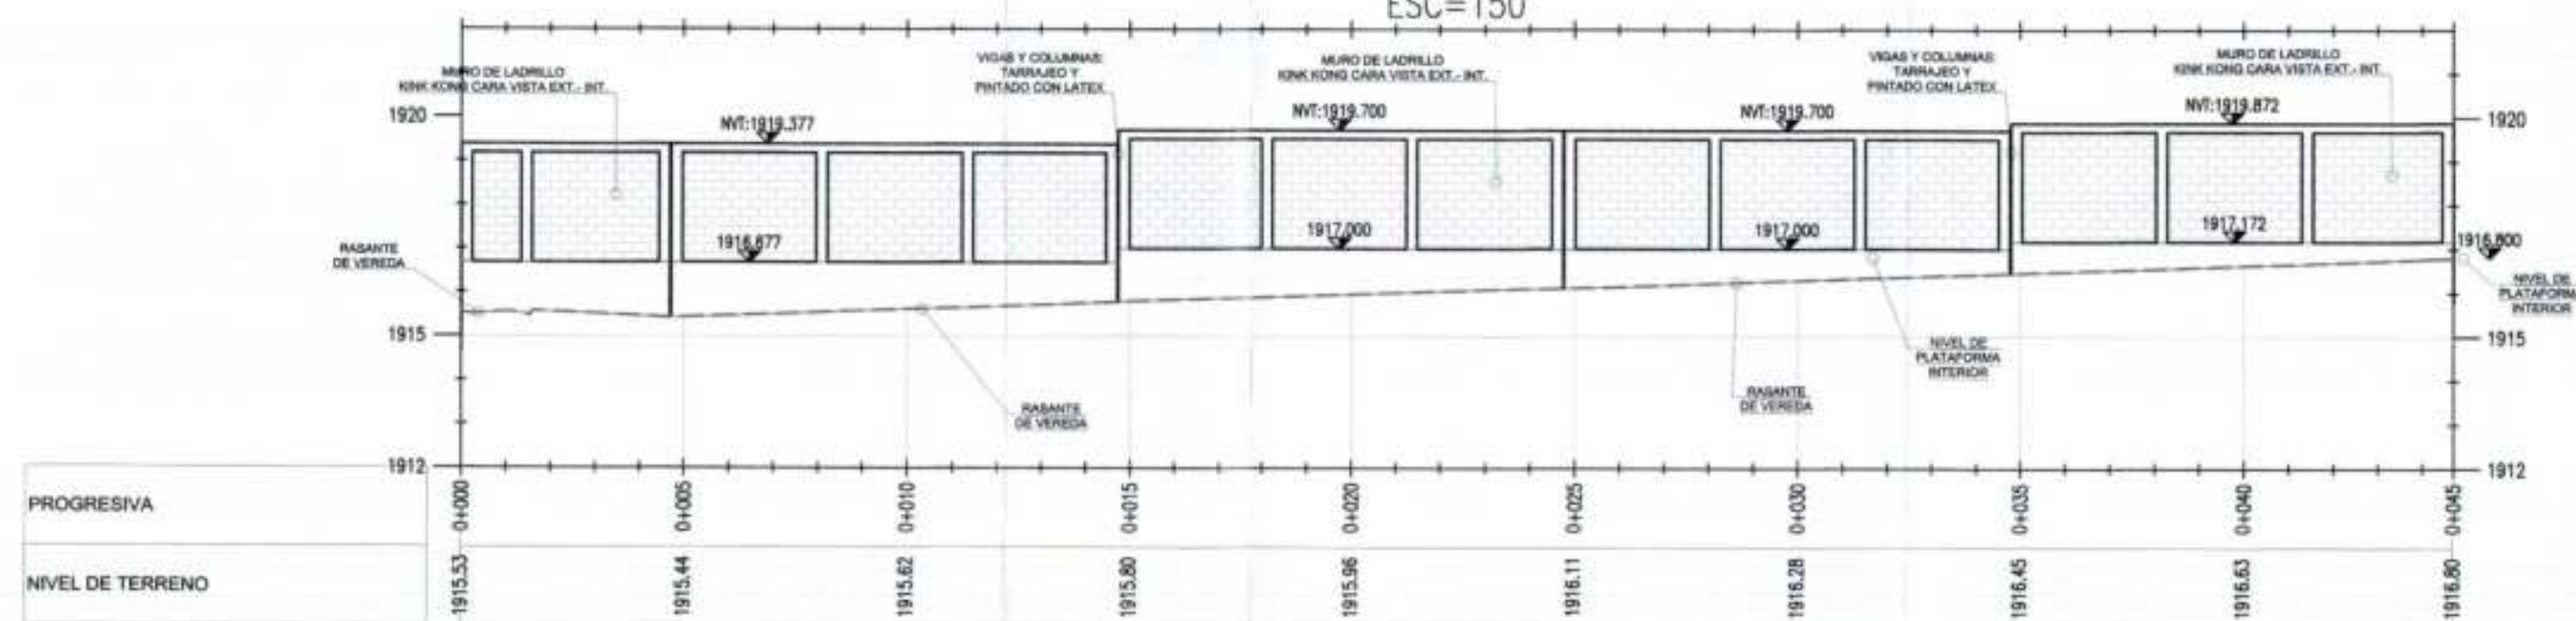 ESC=150
MURO DE LADRILLO
KINK KONG CARA VISTA EXT.- INT.
VIGAS Y COLUMNAS:
TARRAJEO Y
PINTADO CON LATEX
MURO DE LADRILLO
KINK KONG CARA VISTA EXT.- INT.
VIGAS Y COLUMNAS:
TARRAJEO Y
PINTADO CON LATEX
MURO DE LADRILLO
KINK KONG CARA VISTA EXT.- INT.
1920
NVT:1919.377
NVT:1919.700
NVT:1919.700
NVT:1919.872
1920
RASANTE
DE VEREDA
1916.677
1917.000
1917.000
1917.172
1916.800
NIVEL DE
PLATAFORMA
INTERIOR
1915
1915
NIVEL DE
PLATAFORMA
INTERIOR
RASANTE
DE VEREDA
RASANTE
DE VEREDA
1912
1912
PROGRESIVA
0+000
0+005
0+010
0+015
0+020
0+025
0+030
0+035
0+040
0+045
NIVEL DE TERRENO
1915.53
1915.44
1915.62
1915.80
1915.96
1916.11
1916.28
1916.45
1916.63
1916.80